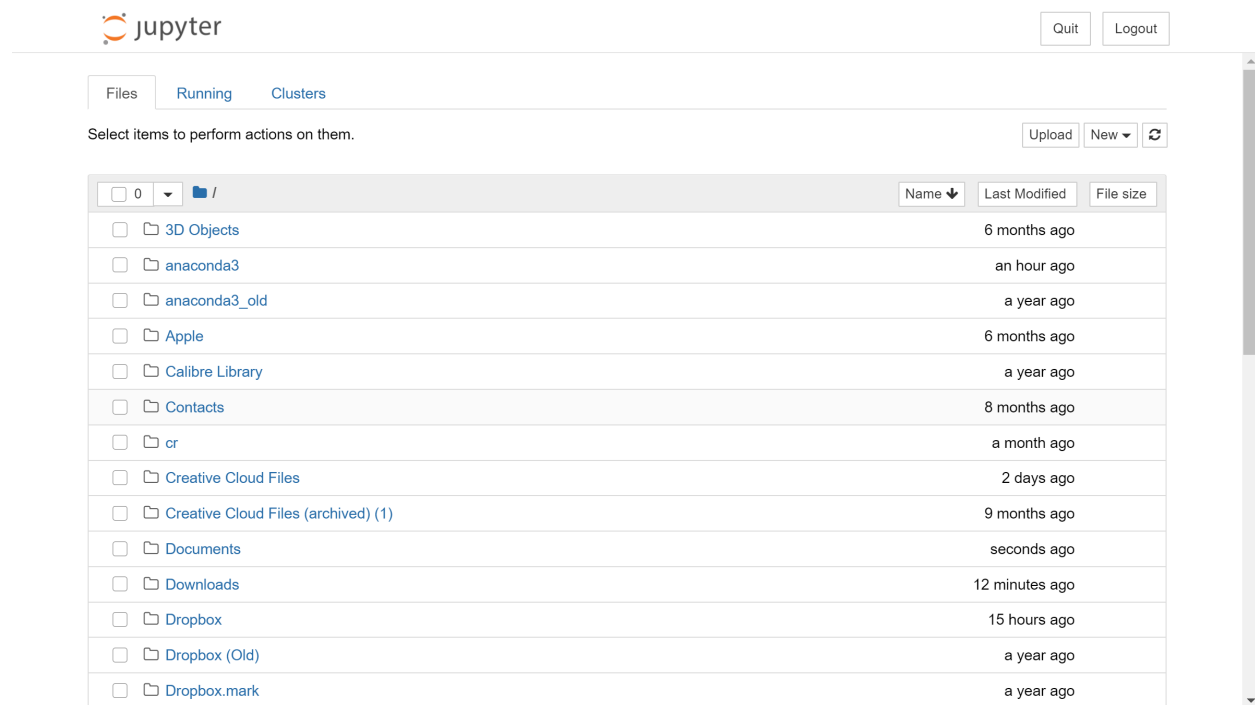 jupyter
Quit Logout
Files Running Clusters
Select items to perform actions on them.
Upload New
0 / Name Last Modified File size
3D Objects 6 months ago
anaconda3 an hour ago
anaconda3_old a year ago
Apple 6 months ago
Calibre Library a year ago
Contacts 8 months ago
cr a month ago
Creative Cloud Files 2 days ago
Creative Cloud Files (archived) (1) 9 months ago
Documents seconds ago
Downloads 12 minutes ago
Dropbox 15 hours ago
Dropbox (Old) a year ago
Dropbox.mark a year ago